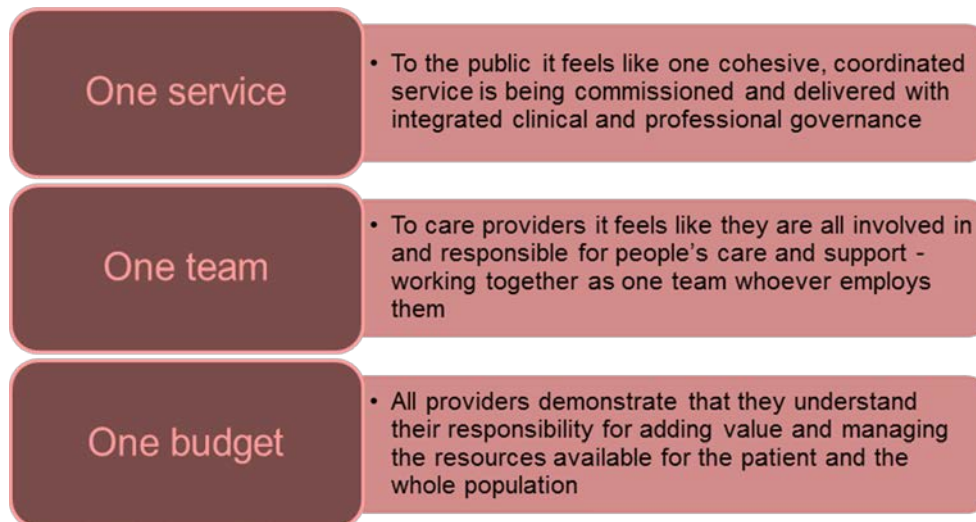 One service
• To the public it feels like one cohesive, coordinated
service is being commissioned and delivered with
integrated clinical and professional governance
One team
• To care providers it feels like they are all involved in
and responsible for people's care and support -
working together as one team whoever employs
them
One budget
• All providers demonstrate that they understand
their responsibility for adding value and managing
the resources available for the patient and the
whole population